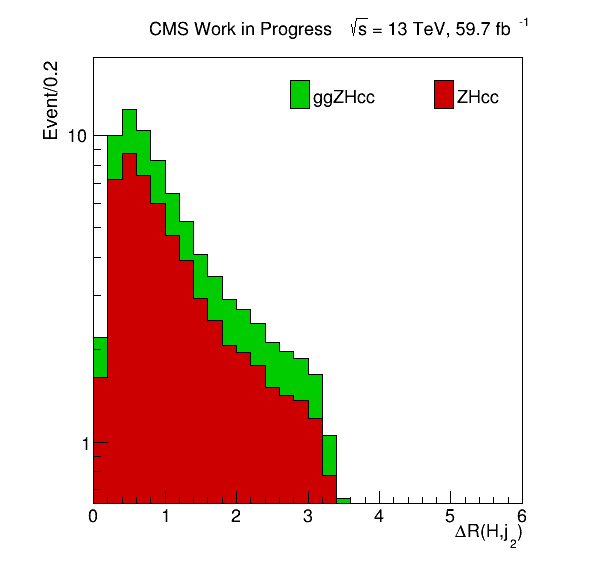 CMS Work in Progress √s = 13 TeV, 59.7 fb⁻¹
Event/0.2
ggZHcc ZHcc
10
1
0 1 2 3 4 5 6
ΔR(H,j₂)